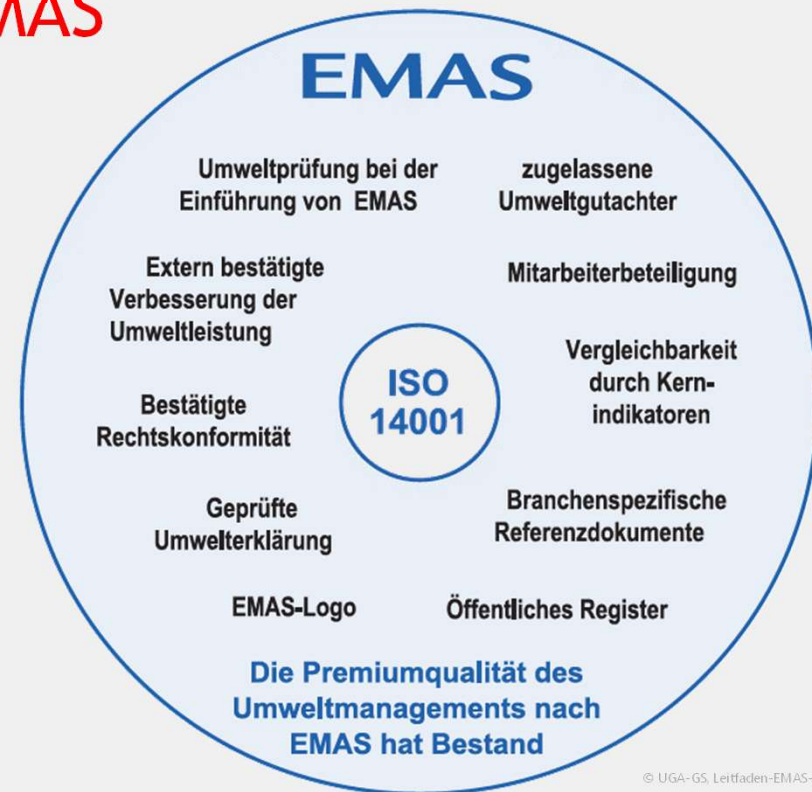 EMAS
Umweltprüfung bei der
Einführung von EMAS
zugelassene
Umweltgutachter
Extern bestätigte
Verbesserung der
Umweltleistung
Mitarbeiterbeteiligung
ISO
14001
Vergleichbarkeit
durch Kern-
indikatoren
Bestätigte
Rechtskonformität
Geprüfte
Umwelterklärung
Branchenspezifische
Referenzdokumente
EMAS-Logo
Öffentliches Register
Die Premiumqualität des
Umweltmanagements nach
EMAS hat Bestand
© UGA-GS, Leitfaden-EMAS-